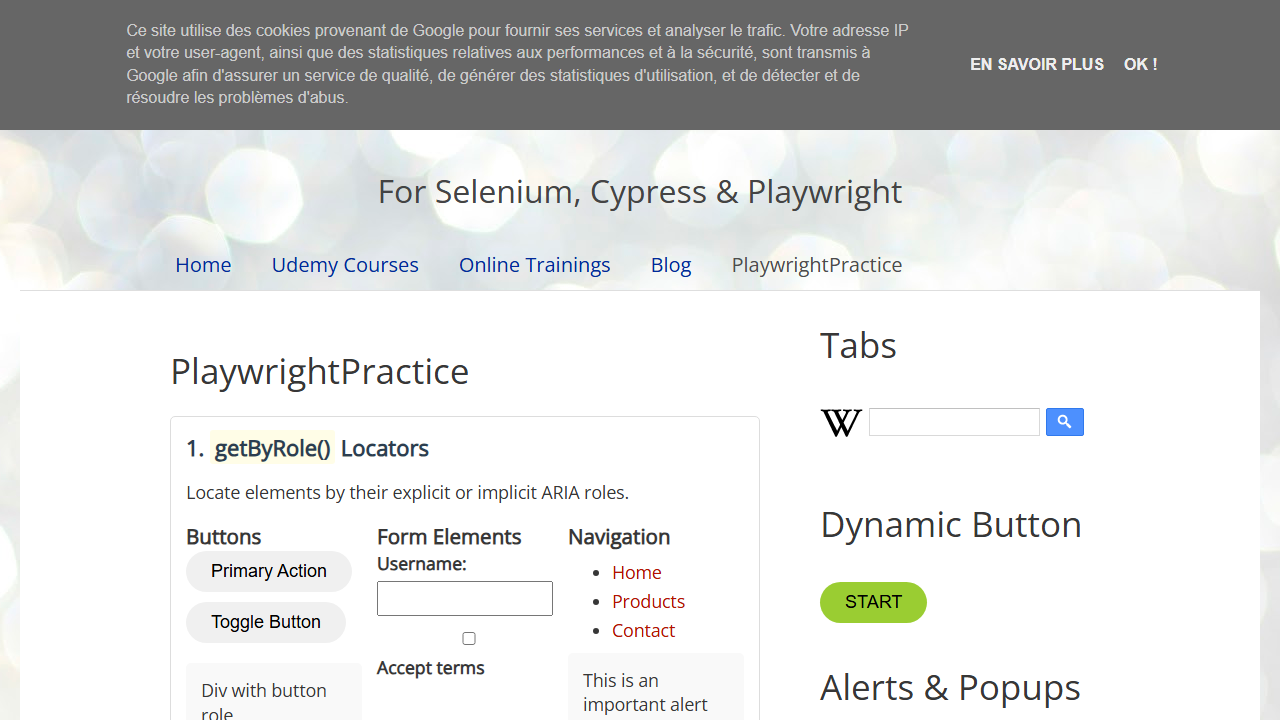 Ce site utilise des cookies provenant de Google pour fournir ses services et analyser le trafic. Votre adresse IP
et votre user-agent, ainsi que des statistiques relatives aux performances et à la sécurité, sont transmis à
Google afin d'assurer un service de qualité, de générer des statistiques d'utilisation, et de détecter et de
résoudre les problèmes d'abus.
EN SAVOIR PLUS OK !
For Selenium, Cypress & Playwright
Home Udemy Courses Online Trainings Blog PlaywrightPractice
PlaywrightPractice
1. getByRole() Locators
Locate elements by their explicit or implicit ARIA roles.
Buttons
Primary Action
Toggle Button
Div with button
role
Form Elements
Username:
Accept terms
Navigation
Home
Products
Contact
This is an
important alert
Tabs
W
Dynamic Button
START
Alerts & Popups